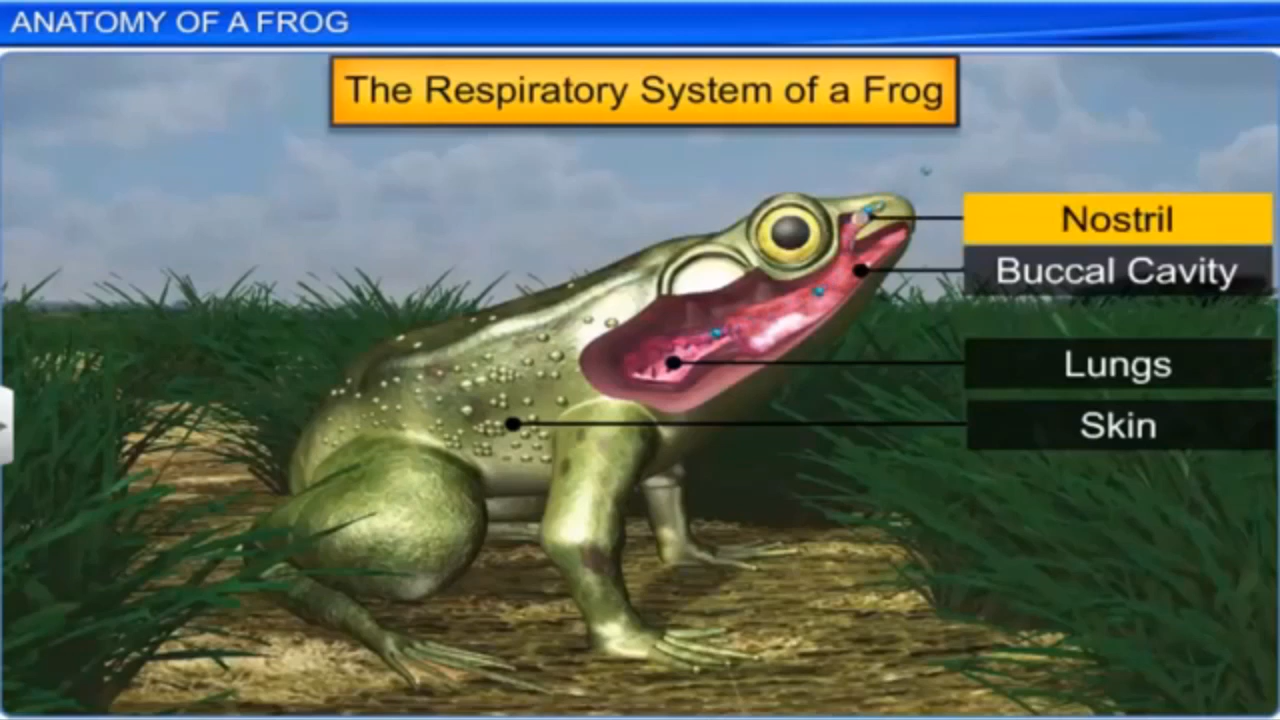 ANATOMY OF A FROG
The Respiratory System of a Frog
Nostril
Buccal Cavity
Lungs
Skin